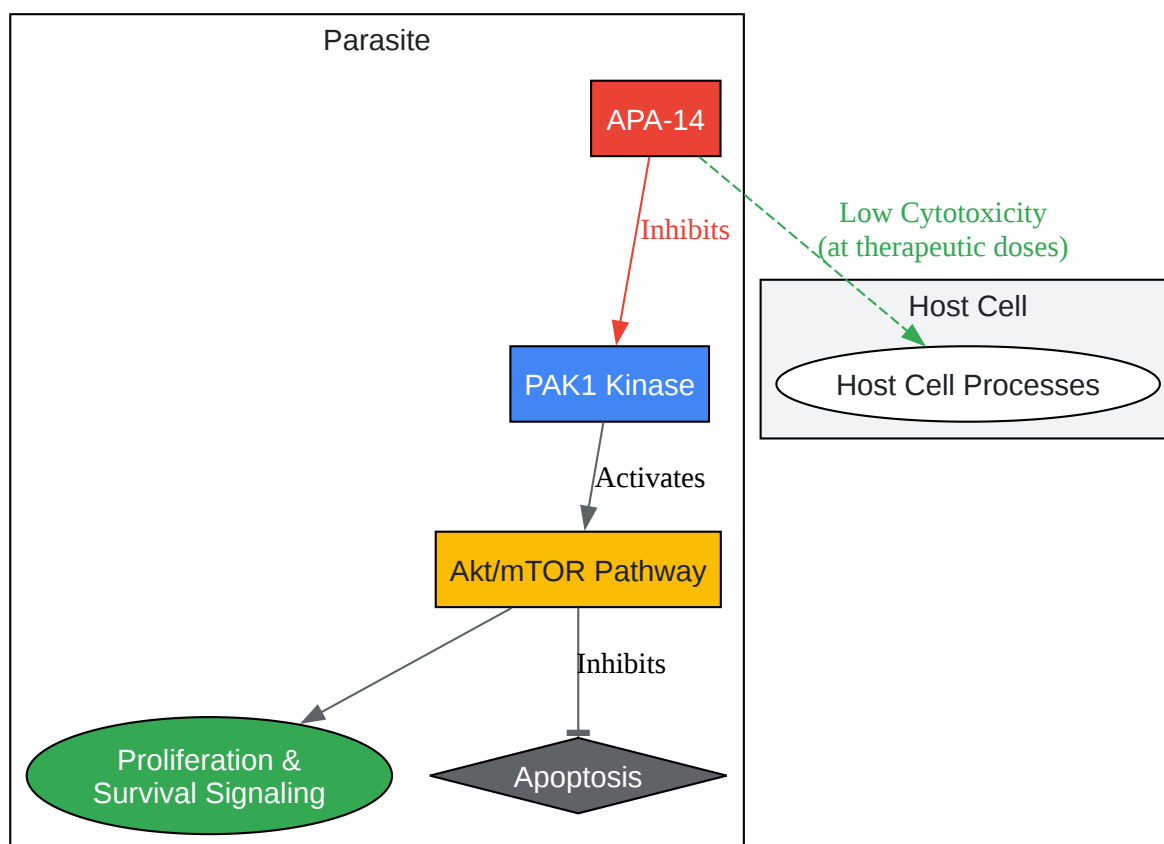 Parasite
APA-14
Inhibits
Low Cytotoxicity
(at therapeutic doses)
Host Cell
PAK1 Kinase
Host Cell Processes
Activates
Akt/mTOR Pathway
Inhibits
Proliferation &
Survival Signaling
Apoptosis